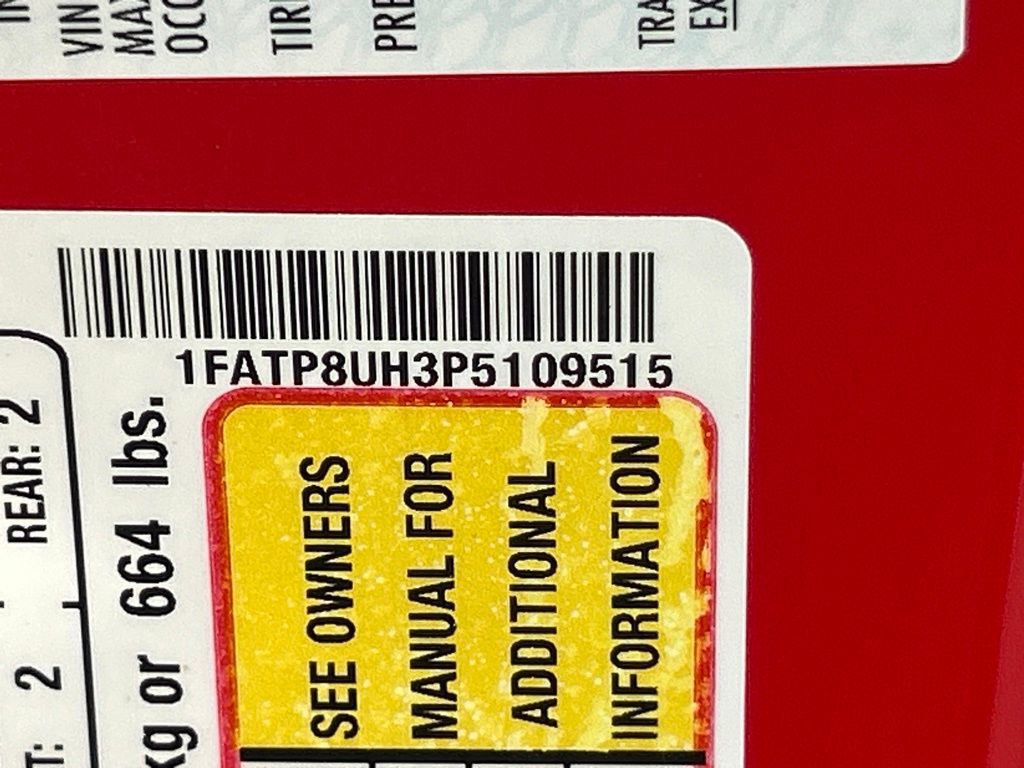 VIN
MAX
OCC
TIR
PRE
TRA
EX
1FATP8UH3P5109515
REAR: 2
T: 2
kg or 664 lbs.
SEE OWNERS
MANUAL FOR
ADDITIONAL
INFORMATION